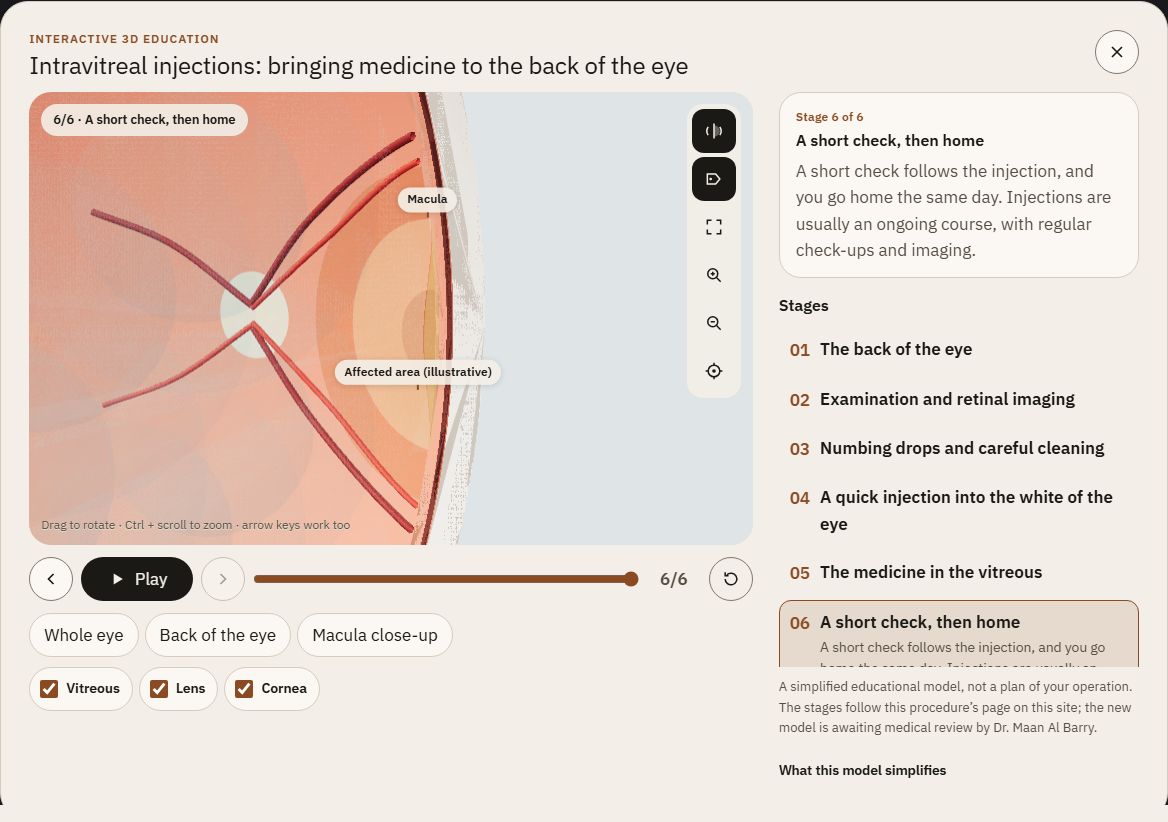 INTERACTIVE 3D EDUCATION
Intravitreal injections: bringing medicine to the back of the eye
6/6 · A short check, then home
Macula
Affected area (illustrative)
Drag to rotate · Ctrl + scroll to zoom · arrow keys work too
Play
6/6
Whole eye
Back of the eye
Macula close-up
Vitreous
Lens
Cornea
Stage 6 of 6
A short check, then home
A short check follows the injection, and
you go home the same day. Injections are
usually an ongoing course, with regular
check-ups and imaging.
Stages
01 The back of the eye
02 Examination and retinal imaging
03 Numbing drops and careful cleaning
04 A quick injection into the white of the
eye
05 The medicine in the vitreous
06 A short check, then home
A short check follows the injection, and you go
home the same day. Injections are usually an
A simplified educational model, not a plan of your operation.
The stages follow this procedure's page on this site; the new
model is awaiting medical review by Dr. Maan Al Barry.
What this model simplifies